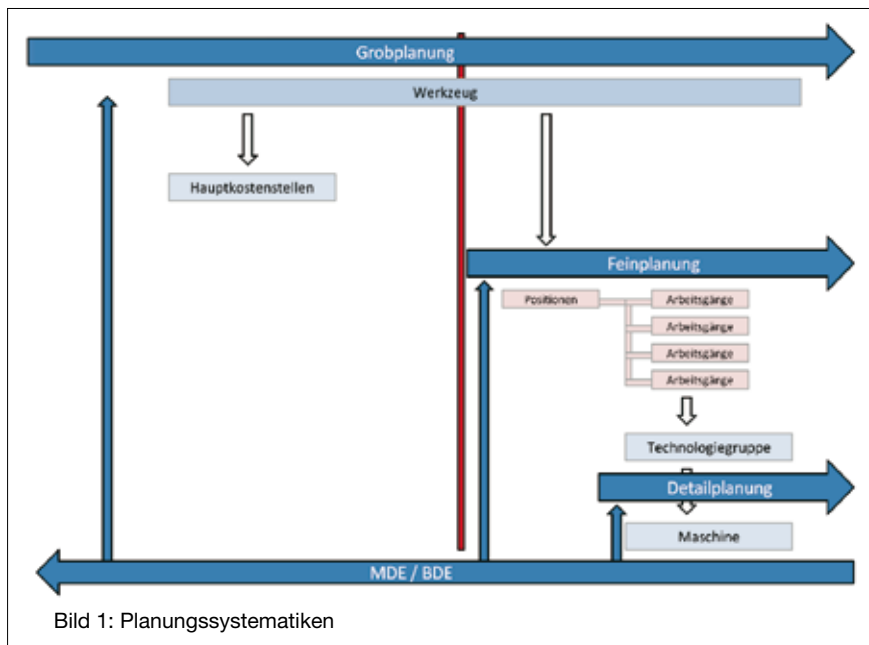 Grobplanung
Werkzeug
Hauptkostenstellen
Feinplanung
Positionen
Arbeitsgänge
Arbeitsgänge
Arbeitsgänge
Arbeitsgänge
Technologiegruppe
Detailplanung
Maschine
MDE / BDE
Bild 1: Planungssystematiken